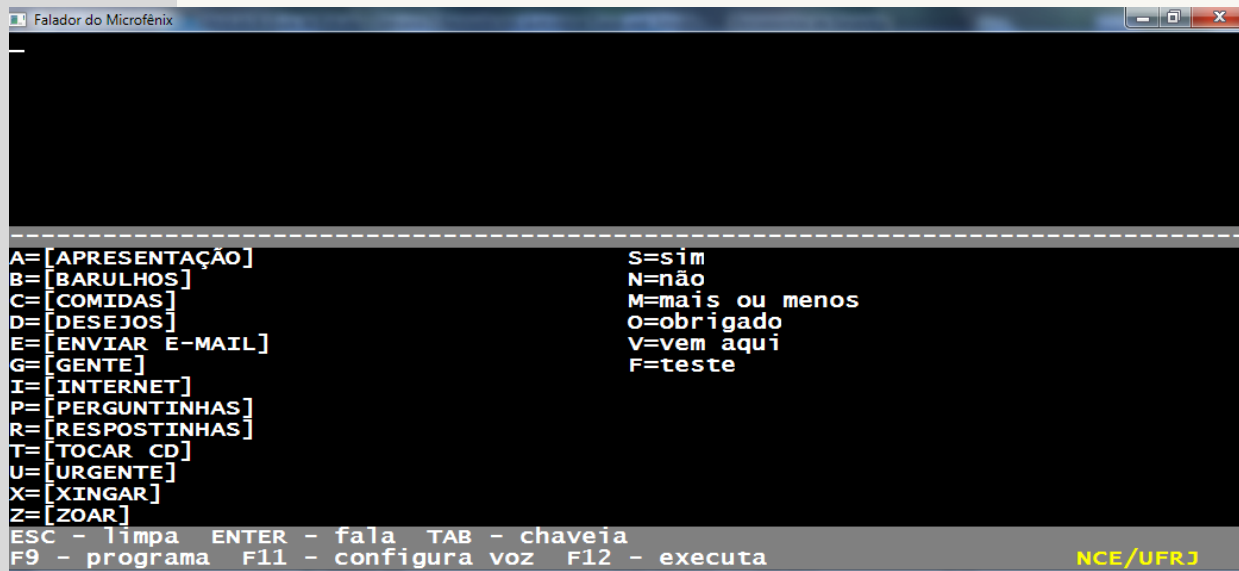 Falador do Microfênix
A=[APRESENTAÇÃO]
B=[BARULHOS]
C=[COMIDAS]
D=[DESEJOS]
E=[ENVIAR E-MAIL]
G=[GENTE]
I=[INTERNET]
P=[PERGUNTINHAS]
R=[RESPOSTINHAS]
T=[TOCAR CD]
U=[URGENTE]
X=[XINGAR]
Z=[ZOAR]
S=sim
N=não
M=mais ou menos
O=obrigado
V=vem aqui
F=teste
ESC - limpa ENTER - fala TAB - chaveia
F9 - programa F11 - configura voz F12 - executa NCE/UFRJ